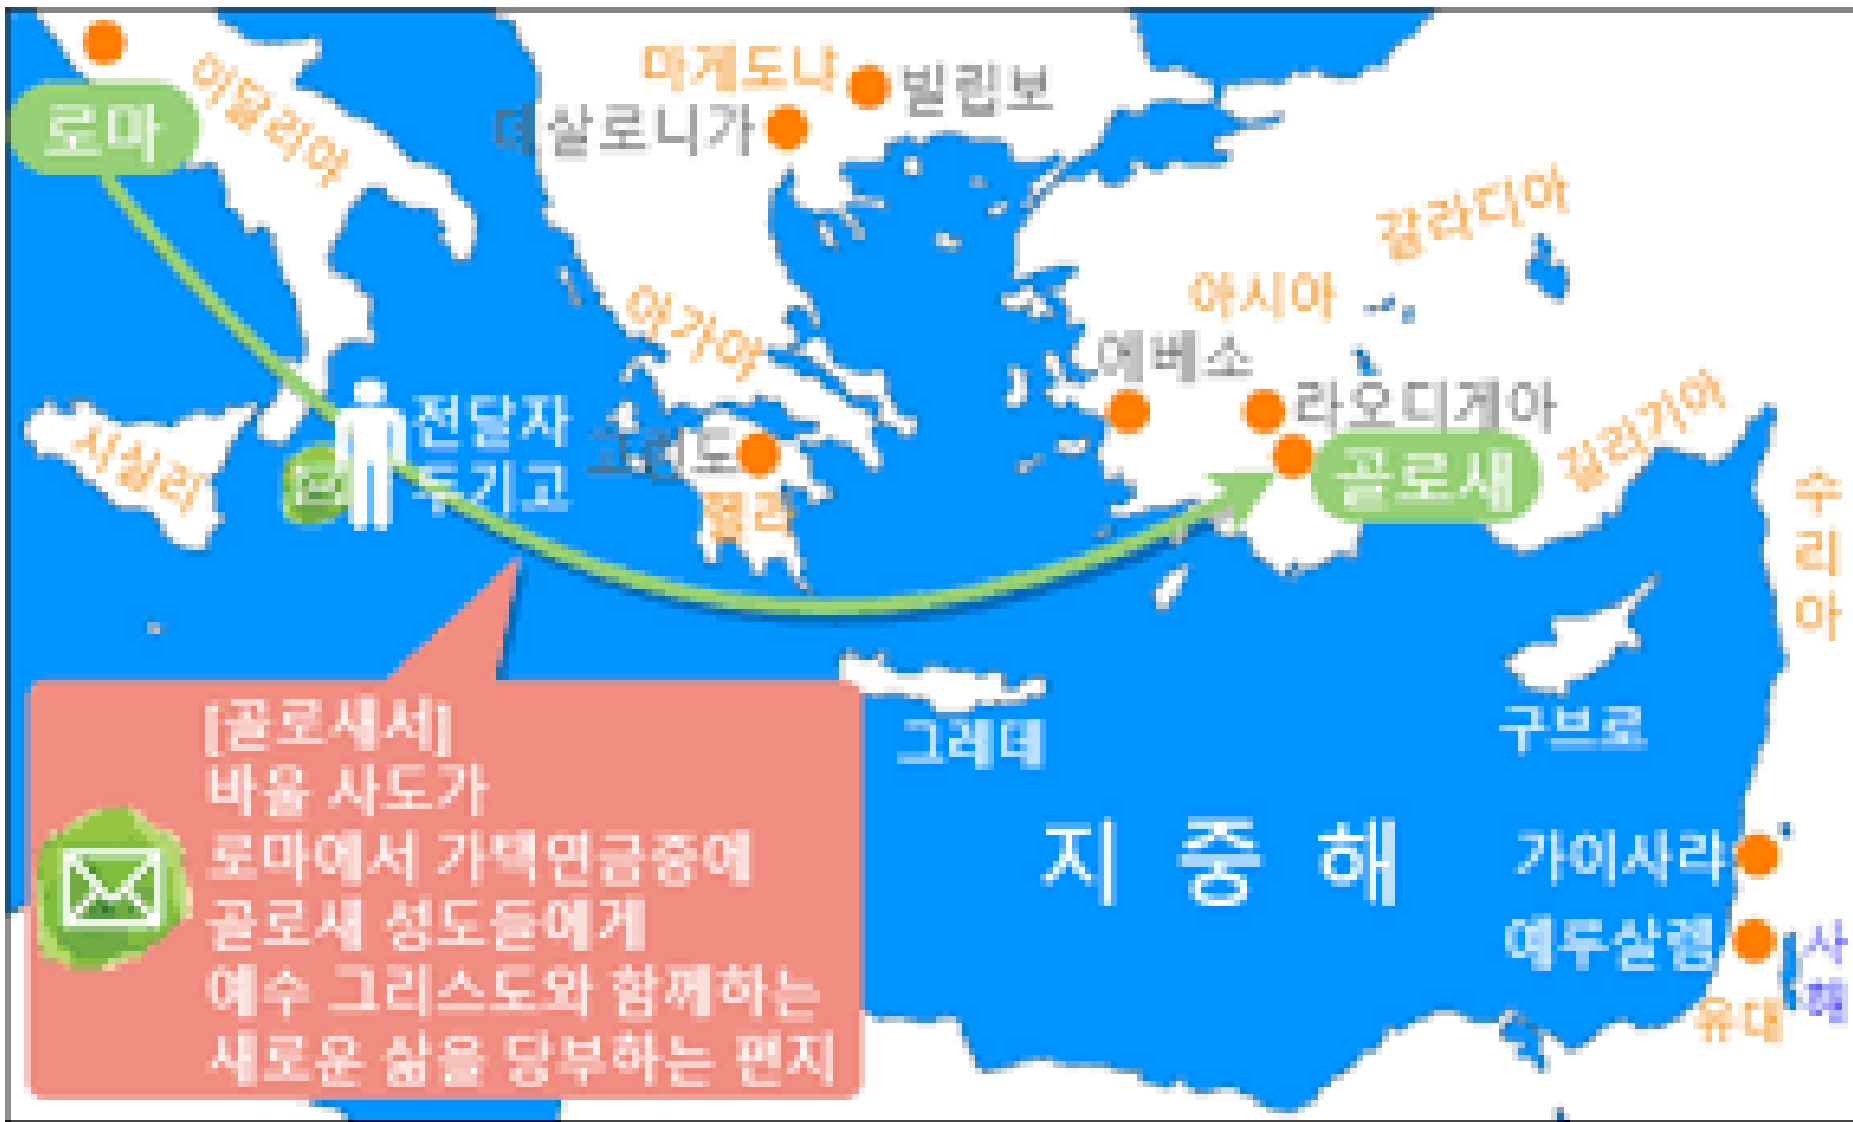 로마
이달리아
마게도냐
빌립보
데살로니가
갈라디아
아시아
아가야
에베소
라오디게아
길리기아
시실리
전달자
두기고
고린도
골로새
수리아
그레데
구브로
[골로새서]
바울 사도가
로마에서 가택연금중에
골로새 성도들에게
예수 그리스도와 함께하는
새로운 삶을 당부하는 편지
지 중 해
가이사랴
예루살렘
사해
유대